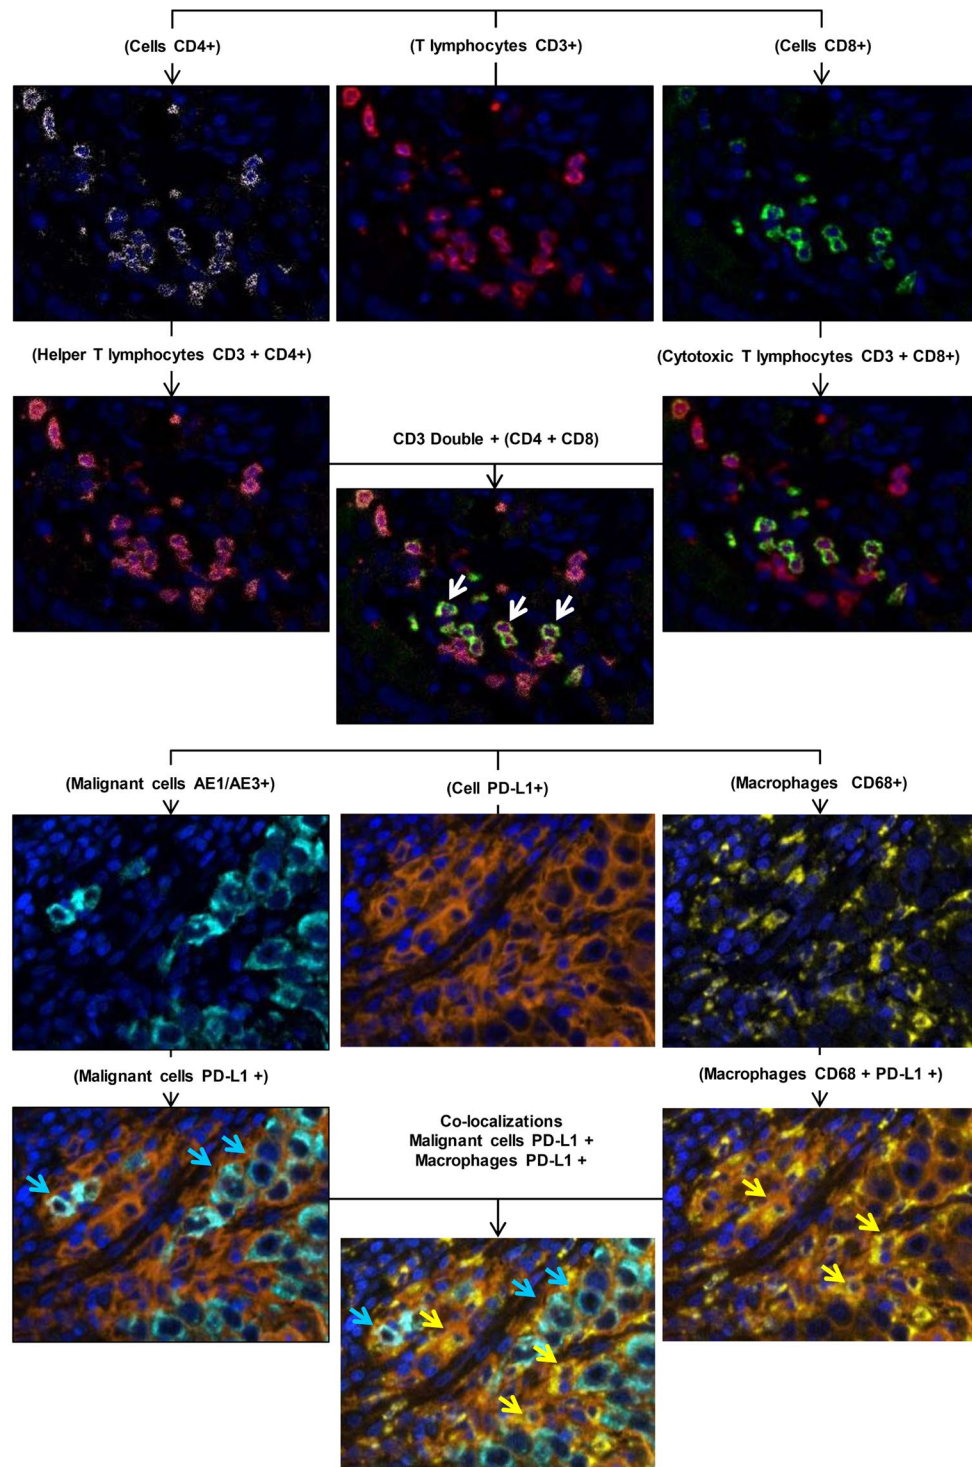 (Cells CD4+)
(T lymphocytes CD3+)
(Cells CD8+)
(Helper T lymphocytes CD3 + CD4+)
(Cytotoxic T lymphocytes CD3 + CD8+)
CD3 Double + (CD4 + CD8)
(Malignant cells AE1/AE3+)
(Cell PD-L1+)
(Macrophages CD68+)
(Malignant cells PD-L1 +)
(Macrophages CD68 + PD-L1 +)
Co-localizations
Malignant cells PD-L1 +
Macrophages PD-L1 +